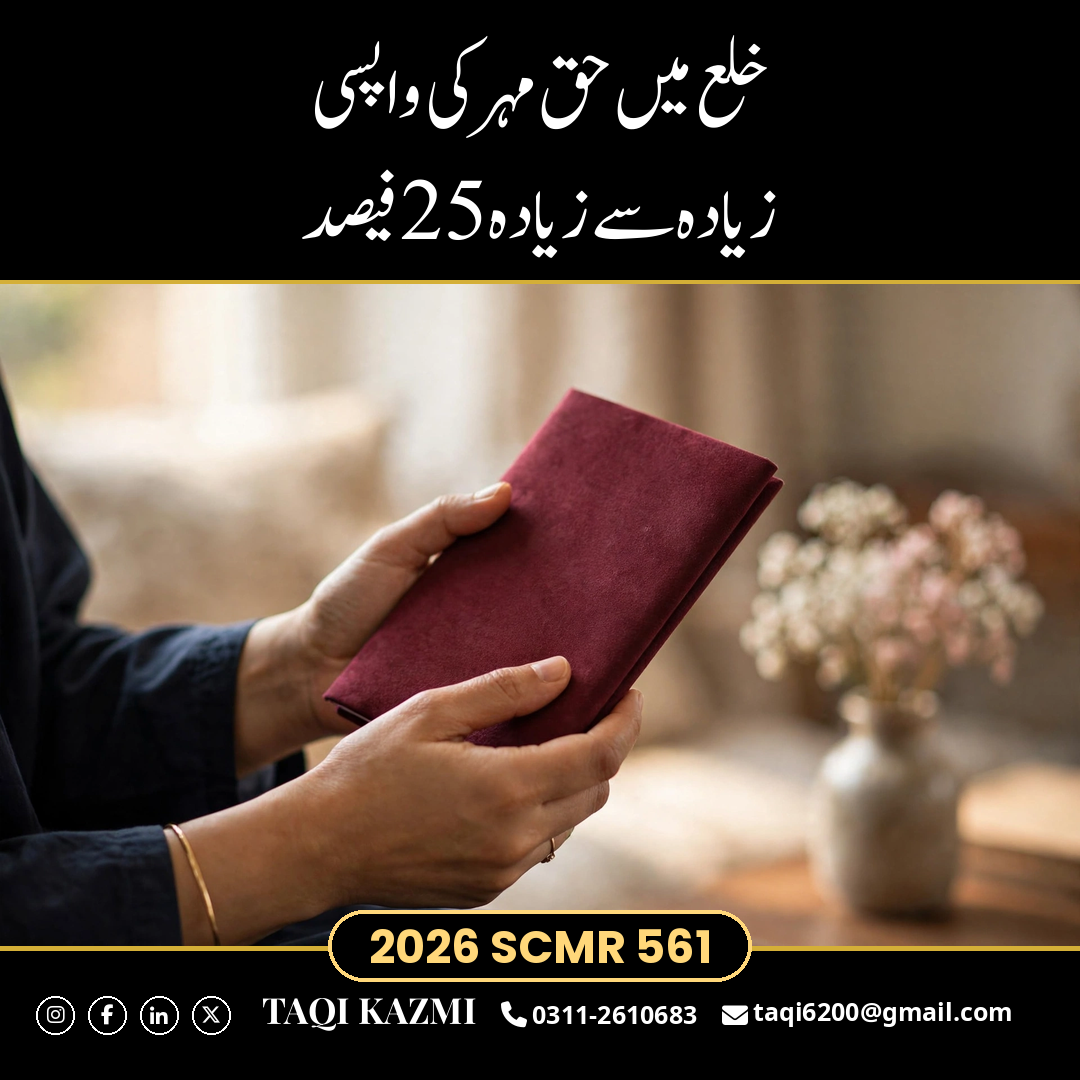 خلع میں حق مہر کی واپسی
زیادہ سے زیادہ 25 فیصد
2026 SCMR 561
TAQI KAZMI 0311-2610683 taqi6200@gmail.com